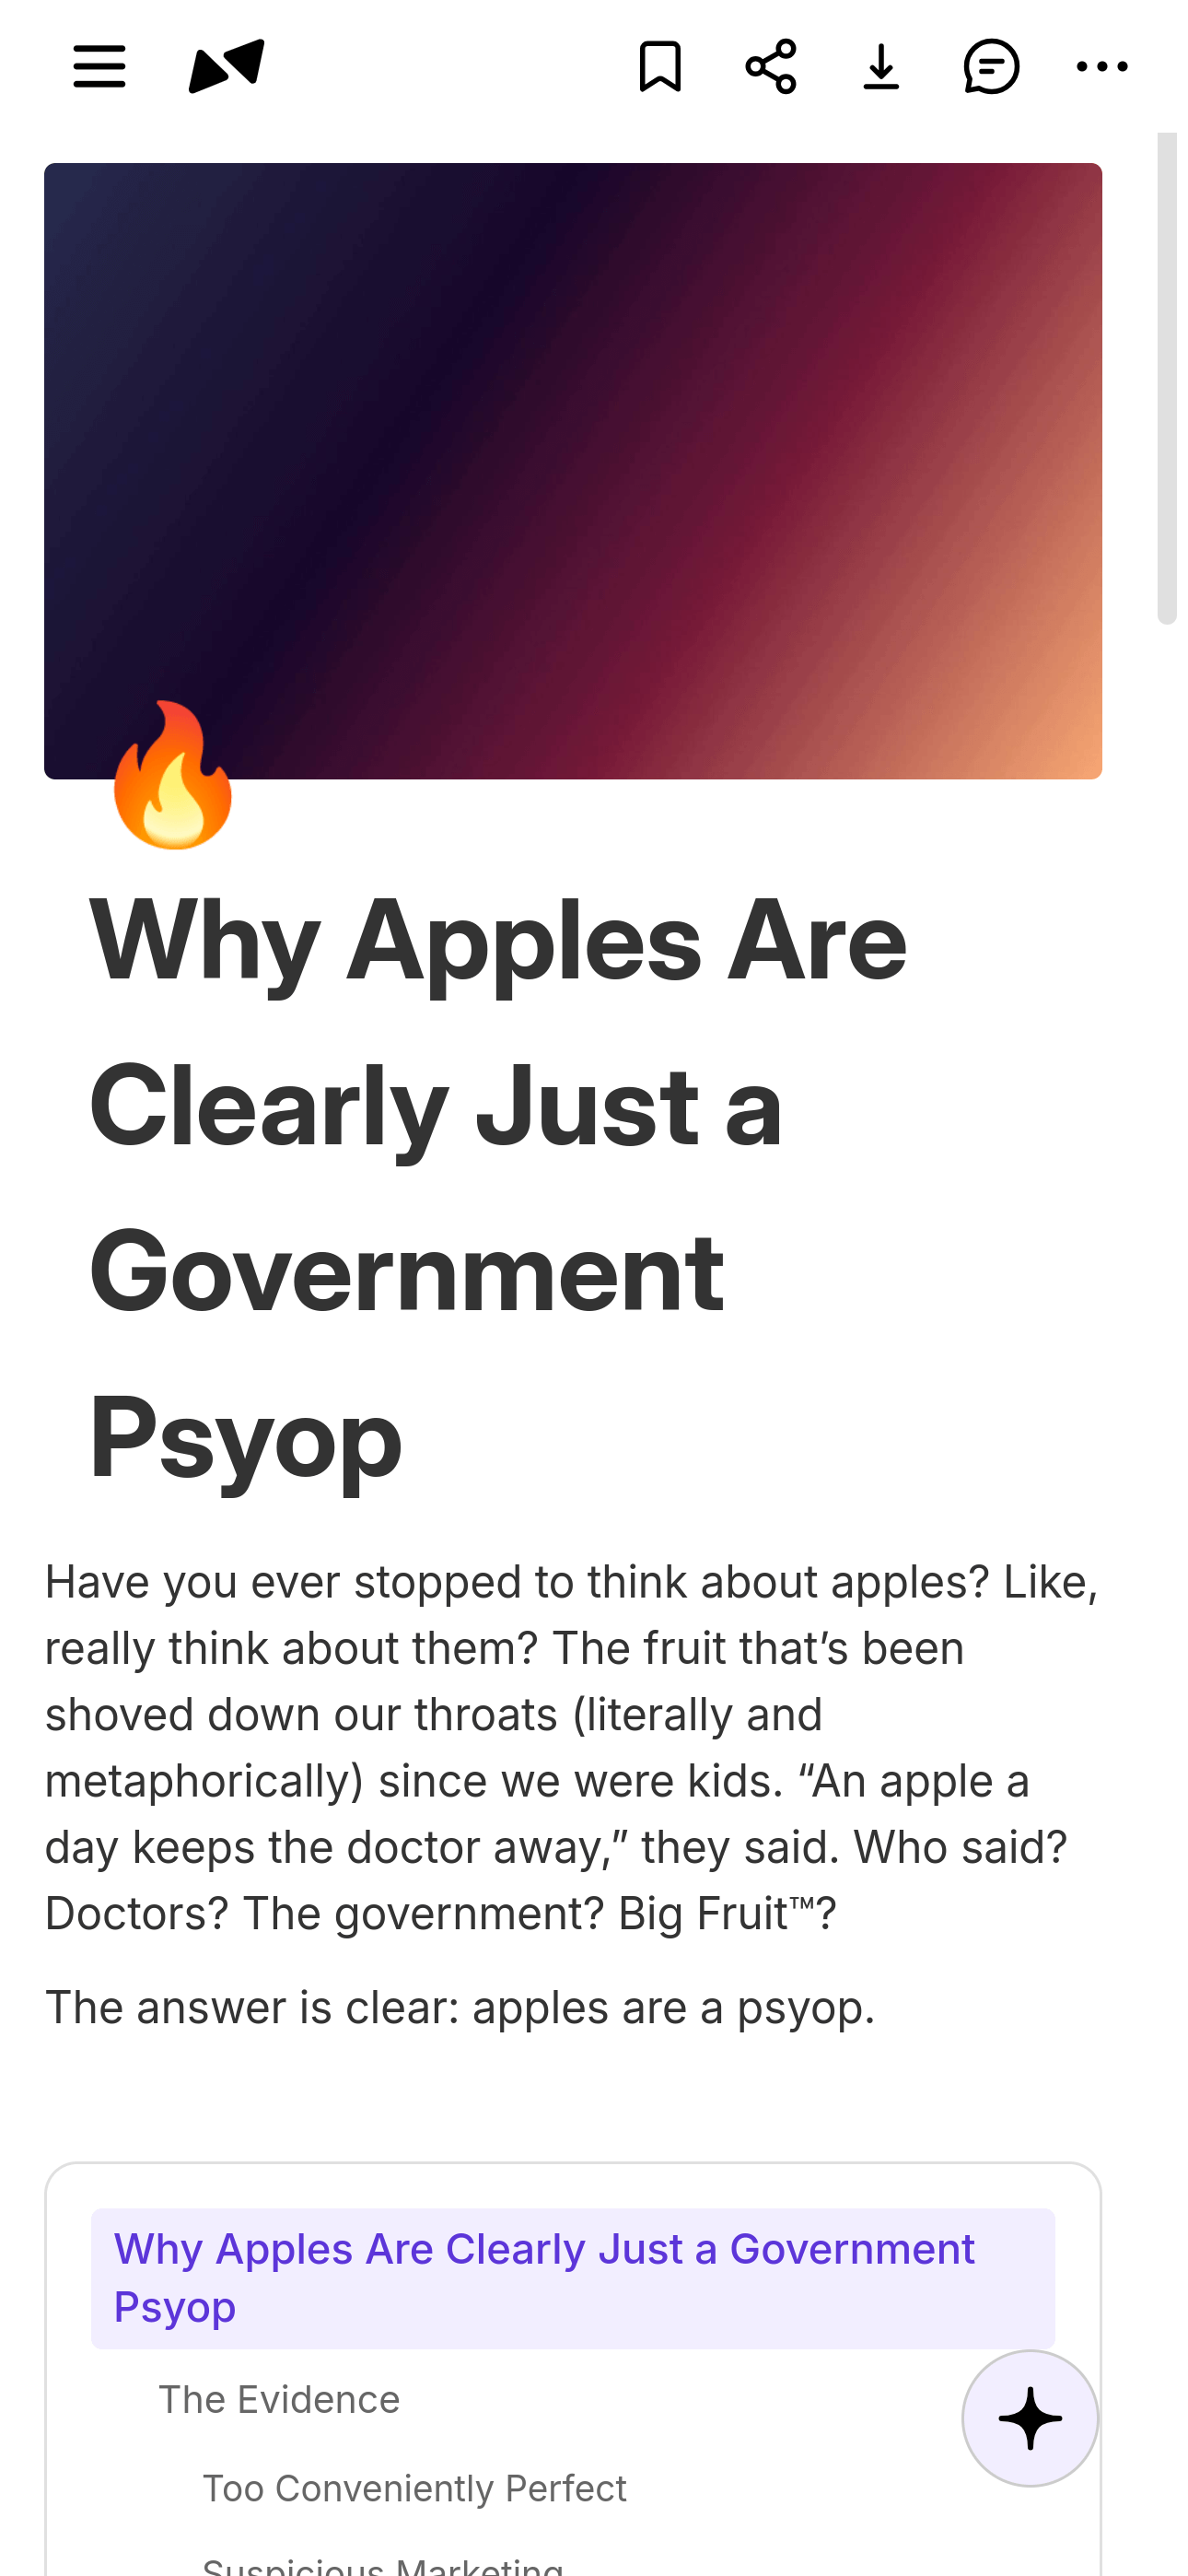 Why Apples Are
Clearly Just a
Government
Psyop
Have you ever stopped to think about apples? Like,
really think about them? The fruit that’s been
shoved down our throats (literally and
metaphorically) since we were kids. “An apple a
day keeps the doctor away,” they said. Who said?
Doctors? The government? Big Fruit™?
The answer is clear: apples are a psyop.
Why Apples Are Clearly Just a Government
Psyop
The Evidence
Too Conveniently Perfect
Suspicious Marketing